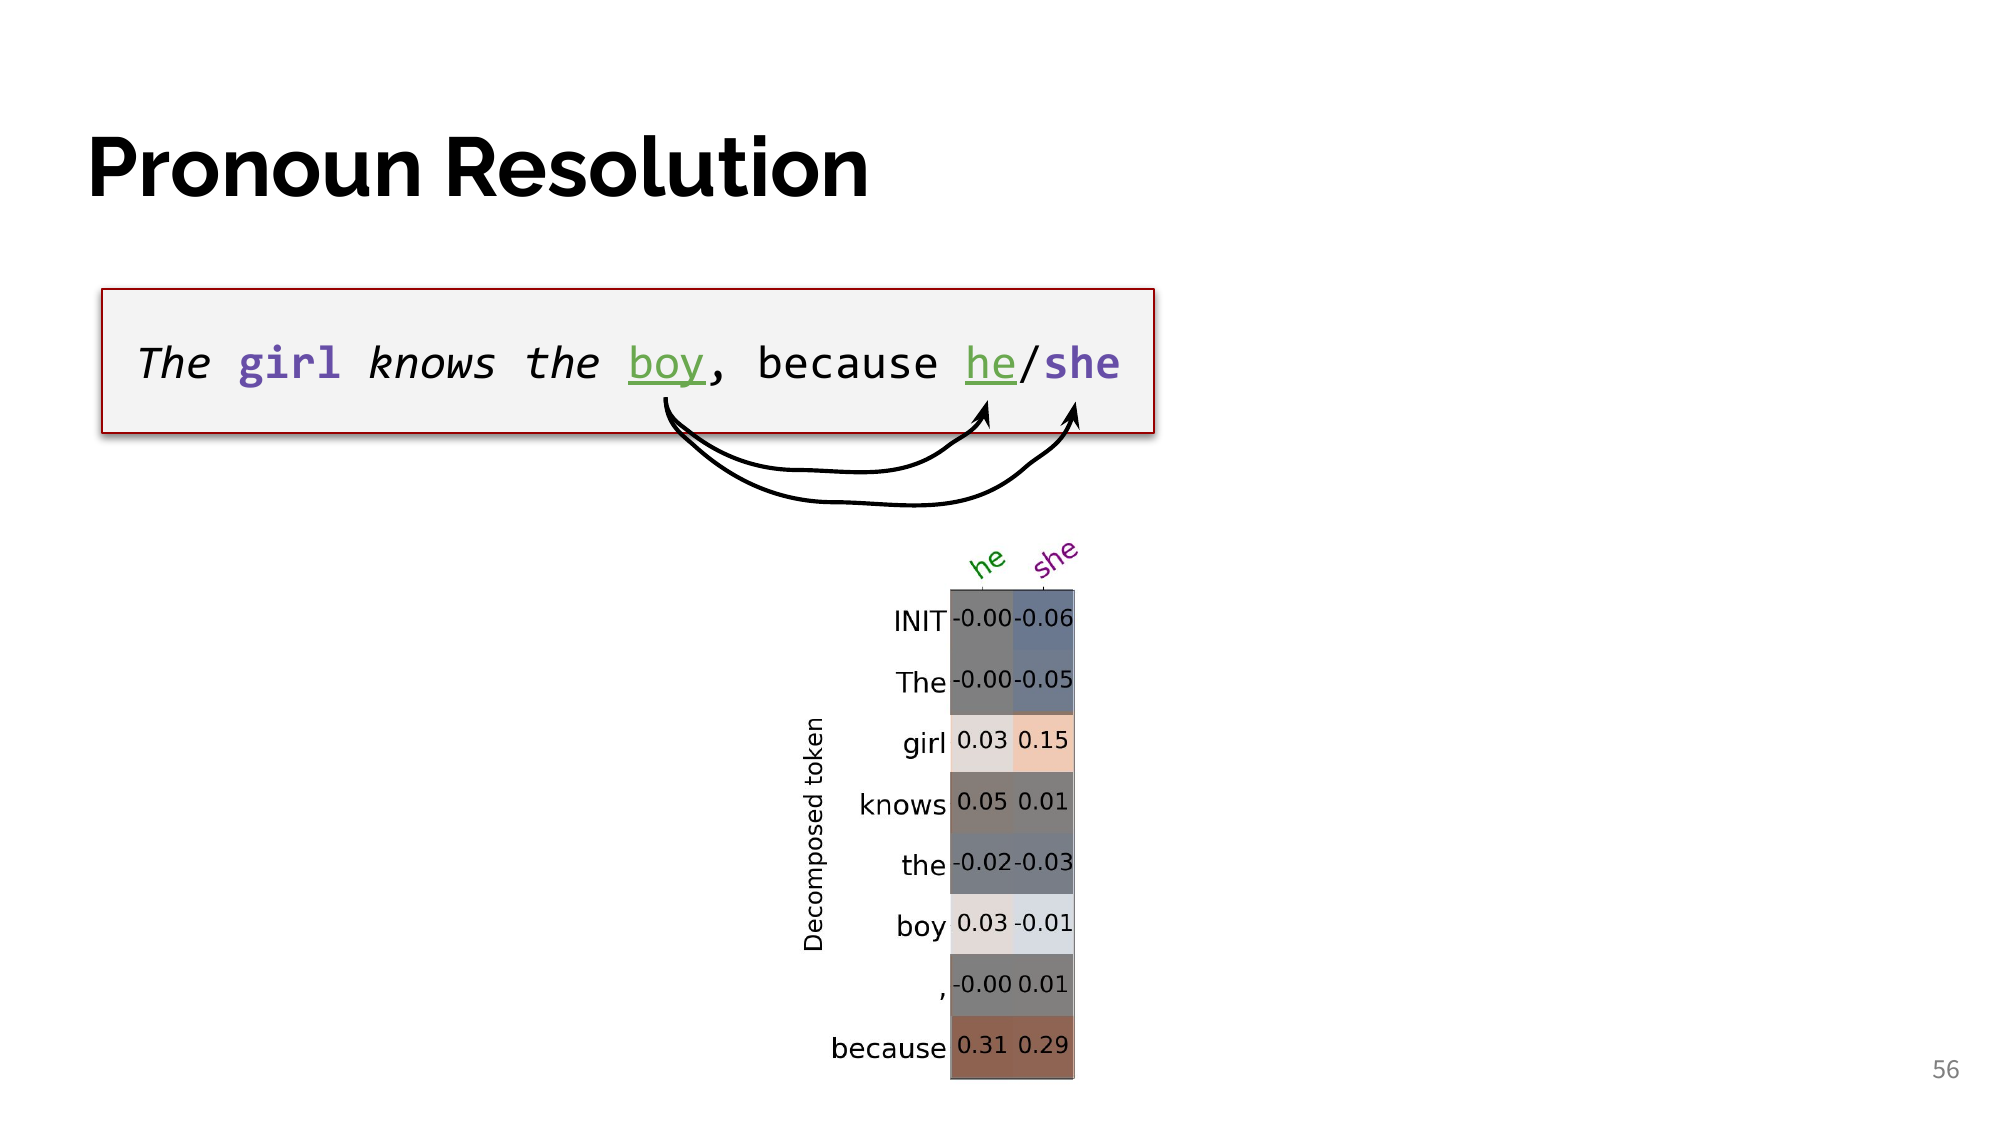 Pronoun Resolution
The girl knows the boy, because he/she
he she
INIT -0.00 -0.06
The -0.00 -0.05
girl 0.03 0.15
knows 0.05 0.01
the -0.02 -0.03
boy 0.03 -0.01
, -0.00 0.01
because 0.31 0.29
Decomposed token
56